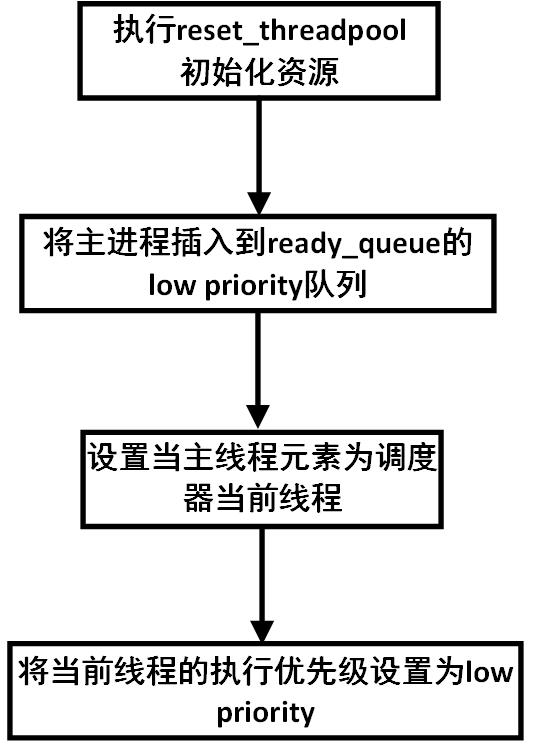 执行reset_threadpool
初始化资源
将主进程插入到ready_queue的
low priority队列
设置当主线程元素为调度
器当前线程
将当前线程的执行优先级设置为low
priority